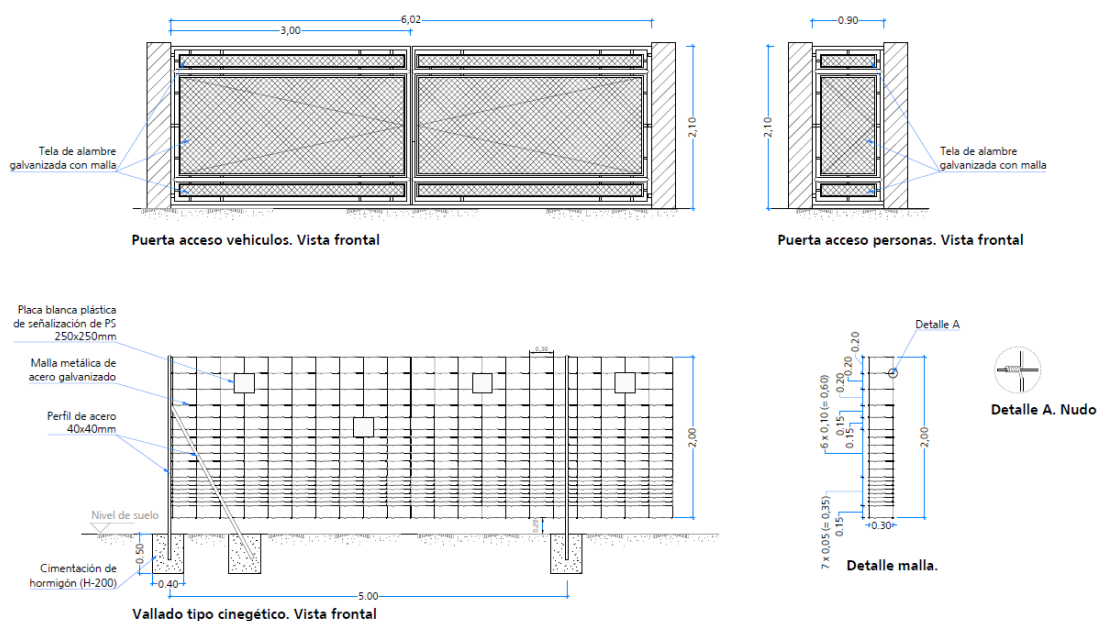 6,02
3,00
2,10
Tela de alambre
galvanizada con malla
Puerta acceso vehiculos. Vista frontal
0.90
2,10
Tela de alambre
galvanizada con malla
Puerta acceso personas. Vista frontal
Placa blanca plástica
de señalización de PS
250x250mm
Malla metálica de
acero galvanizado
Perfil de acero
40x40mm
Nivel de suelo
Cimentación de
hormigón (H-200)
0.30
2,00
0.20
0.50
0.40
5.00
Vallado tipo cinegético. Vista frontal
Detalle A
0.20
0.20
0.20
0.15
0.15
6 x 0,10 (= 0,60)
7 x 0,05 (= 0,35)
0.15
2,00
0.30
Detalle malla.
Detalle A. Nudo